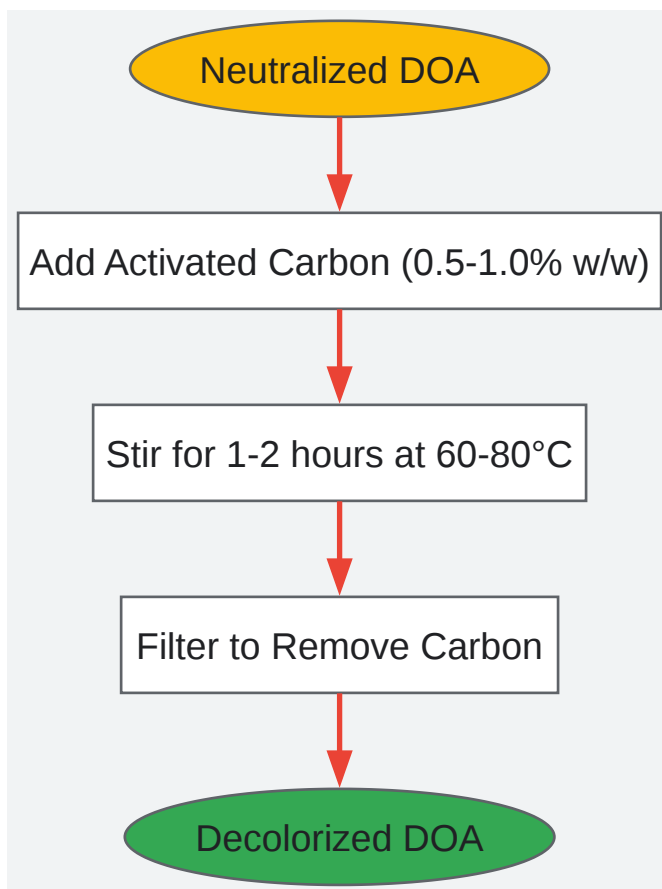 Neutralized DOA
Add Activated Carbon (0.5-1.0% w/w)
Stir for 1-2 hours at 60-80°C
Filter to Remove Carbon
Decolorized DOA